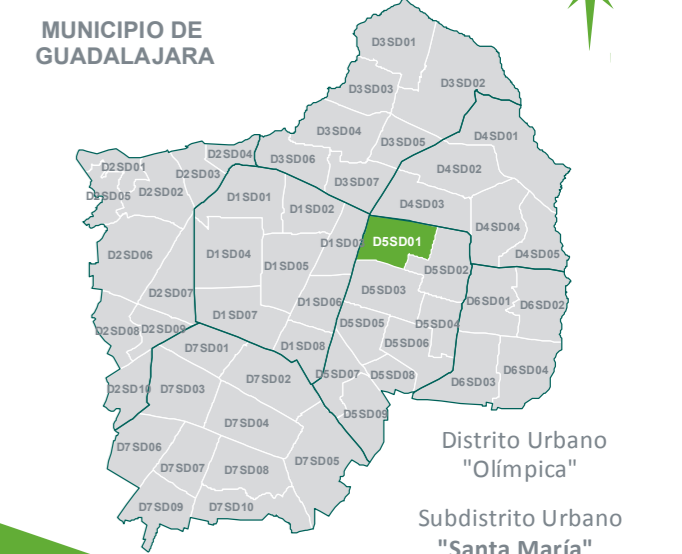 MUNICIPIO DE
GUADALAJARA
D3SD01
D3SD02
D3SD03
D3SD04
D3SD05
D4SD01
D2SD04
D3SD06
D2SD01
D2SD03
D4SD02
D3SD07
D2SD05
D2SD02
D1SD01
D1SD02
D4SD03
D4SD04
D1SD03
D5SD01
D2SD06
D1SD04
D4SD05
D1SD05
D5SD02
D2SD07
D5SD03
D1SD06
D6SD01
D6SD02
D1SD07
D2SD08
D2SD09
D5SD05
D5SD04
D7SD01
D1SD08
D5SD06
D6SD04
D5SD07
D5SD08
D7SD02
D6SD03
D2SD10
D7SD03
D5SD09
D7SD04
Distrito Urbano
"Olímpica"
D7SD06
D7SD05
D7SD07
D7SD08
D7SD09
D7SD10
Subdistrito Urbano
"Santa María"